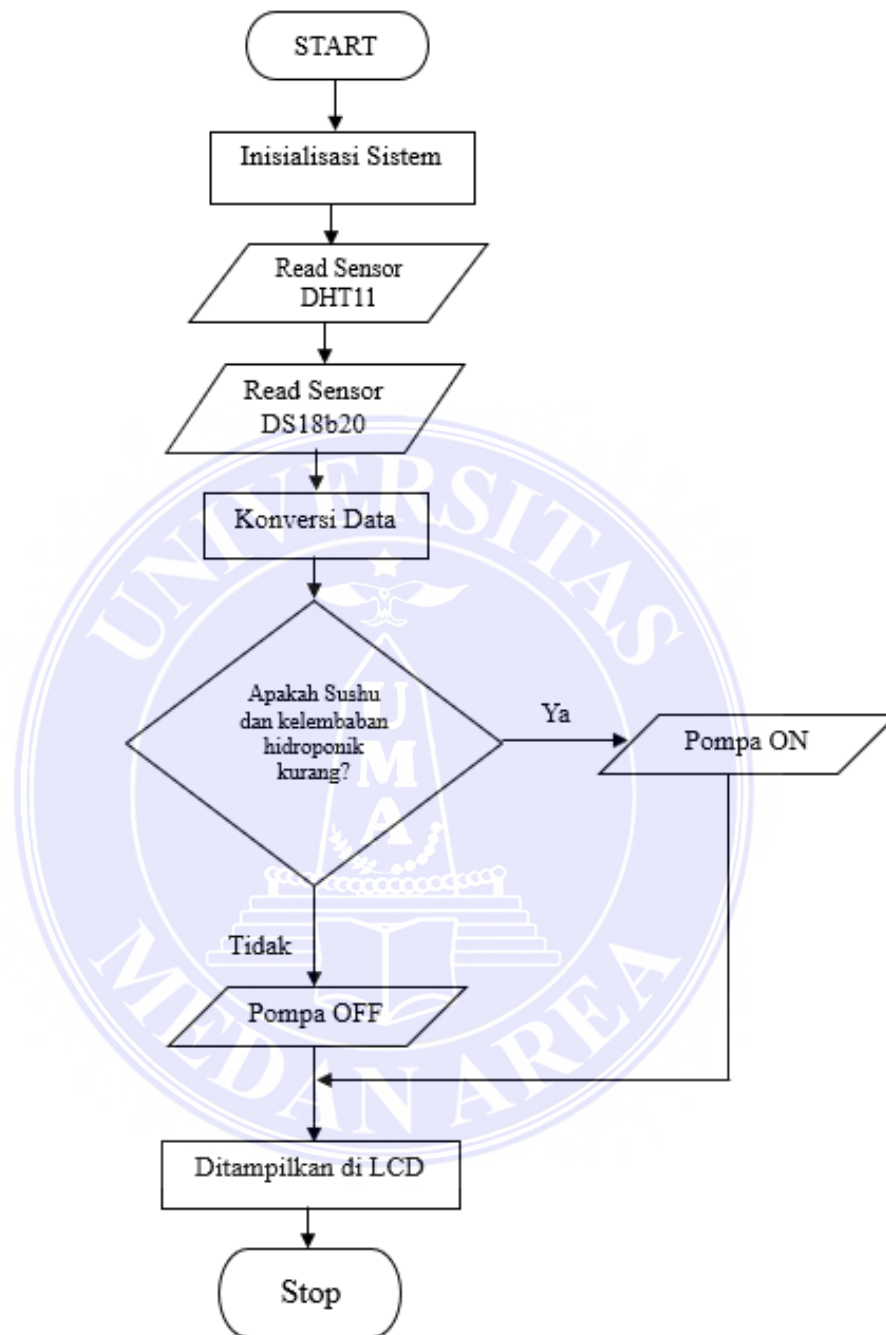 START
Inisialisasi Sistem
Read Sensor
DHT11
Read Sensor
DS18b20
Konversi Data
Apakah Sushu
dan kelembaban
hidroponik
kurang?
Ya
Pompa ON
Tidak
Pompa OFF
Ditampilkan di LCD
Stop
UNIVERSITAS
MEDAN AREA
UMA